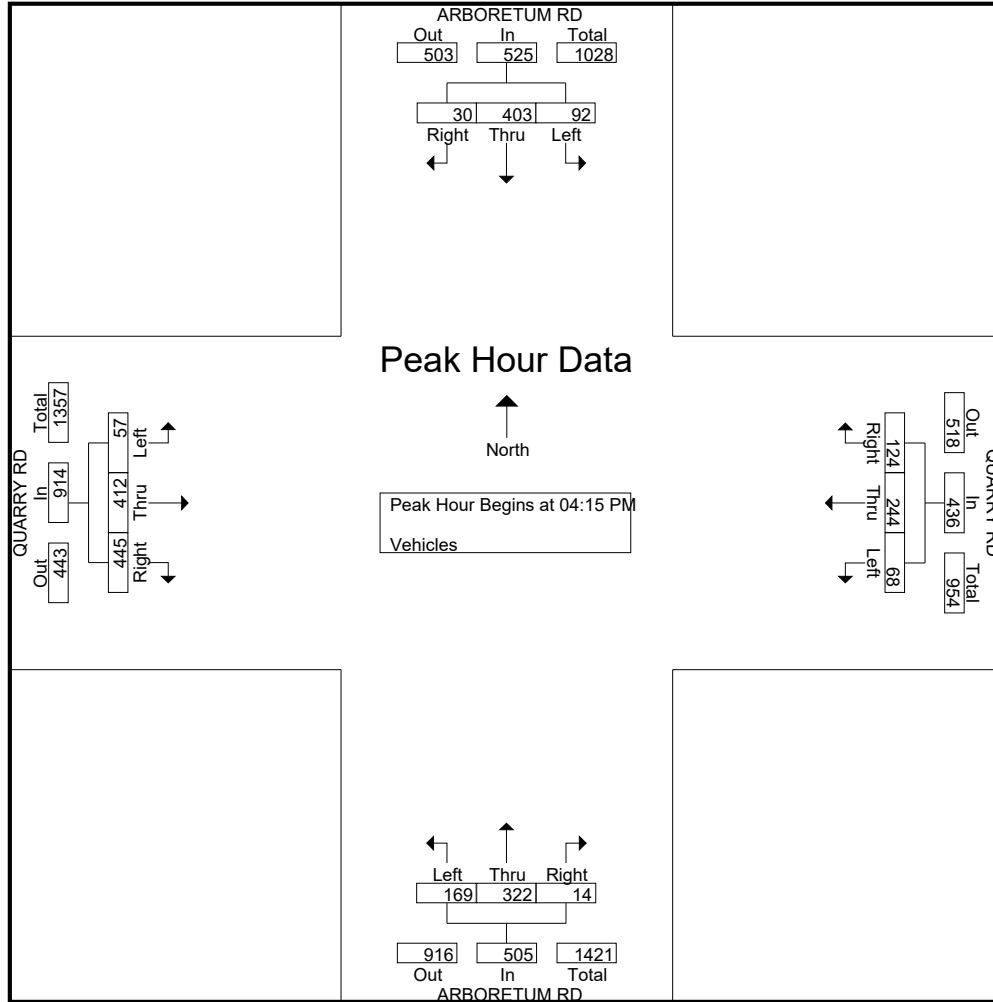 ARBORETUM RD
Out In Total
503 525 1028
30 403 92
Right Thru Left
Peak Hour Data
North
Peak Hour Begins at 04:15 PM
Vehicles
QUARRY RD
Out In Total
443 914 1357
Left Thru Right
57 412 445
QUARRY RD
Out In Total
518 436 954
Right Thru Left
124 244 68
Left Thru Right
169 322 14
916 505 1421
Out In Total
ARBORETUM RD